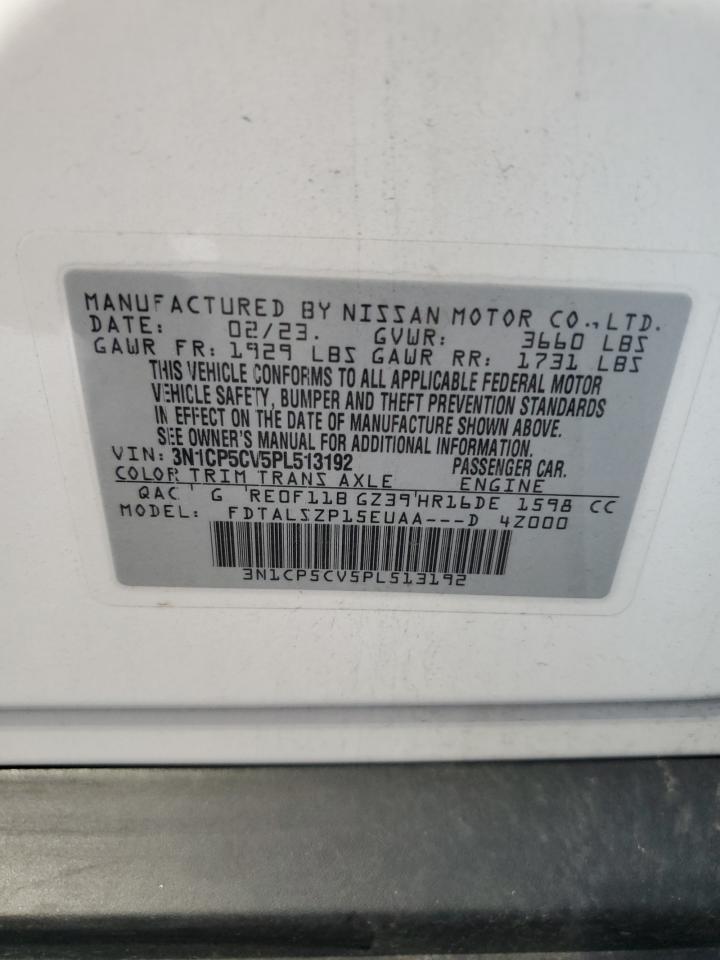 MANUFACTURED BY NISSAN MOTOR CO.,LTD.
DATE: 02/23. GVWR: 3660 LBS
GAWR FR: 1929 LBS GAWR RR: 1731 LBS
THIS VEHICLE CONFORMS TO ALL APPLICABLE FEDERAL MOTOR
VEHICLE SAFETY, BUMPER AND THEFT PREVENTION STANDARDS
IN EFFECT ON THE DATE OF MANUFACTURE SHOWN ABOVE.
SEE OWNER'S MANUAL FOR ADDITIONAL INFORMATION.
VIN: 3N1CP5CV5PL513192 PASSENGER CAR.
COLOR TRIM TRANS AXLE ENGINE
QAC G RE0F11B GZ39 HR16DE 1598 CC
MODEL: FDTALSZP15EUAA---D 4Z000
3N1CP5CV5PL513192